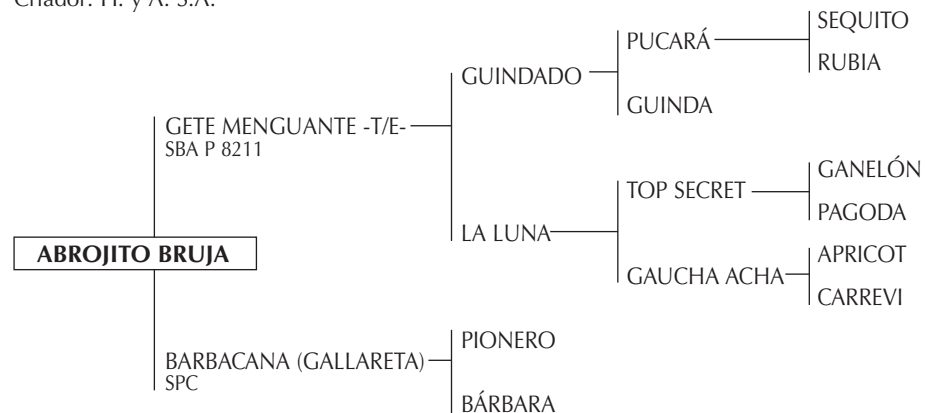 Criador: H. y A. S.A.
SEQUITO
PUCARÁ
RUBIA
GUINDADO
GUINDA
GETE MENGUANTE -T/E-
SBA P 8211
GANELÓN
TOP SECRET
PAGODA
LA LUNA
ABROJITO BRUJA
APRICOT
GAUCHA ACHA
CARREVI
PIONERO
BARBACANA (GALLARETA)
SPC
BÁRBARA